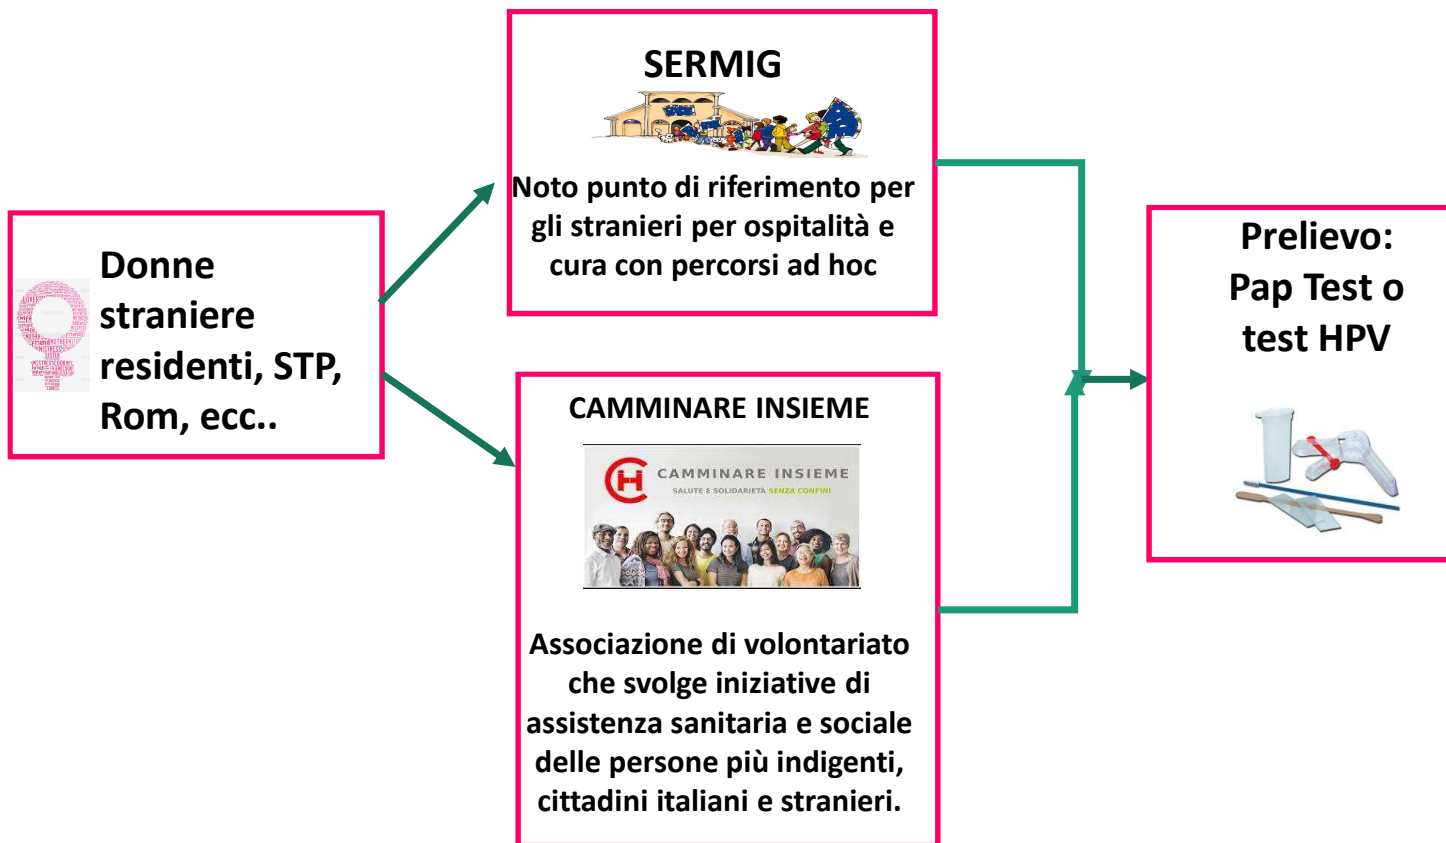 Donne
straniere
residenti, STP,
Rom, ecc..
SERMIG
Noto punto di riferimento per
gli stranieri per ospitalità e
cura con percorsi ad hoc
CAMMINARE INSIEME
CAMMINARE INSIEME
SALUTE E SOLIDARIETÀ SENZA CONFINI
Associazione di volontariato
che svolge iniziative di
assistenza sanitaria e sociale
delle persone più indigenti,
cittadini italiani e stranieri.
Prelievo:
Pap Test o
test HPV